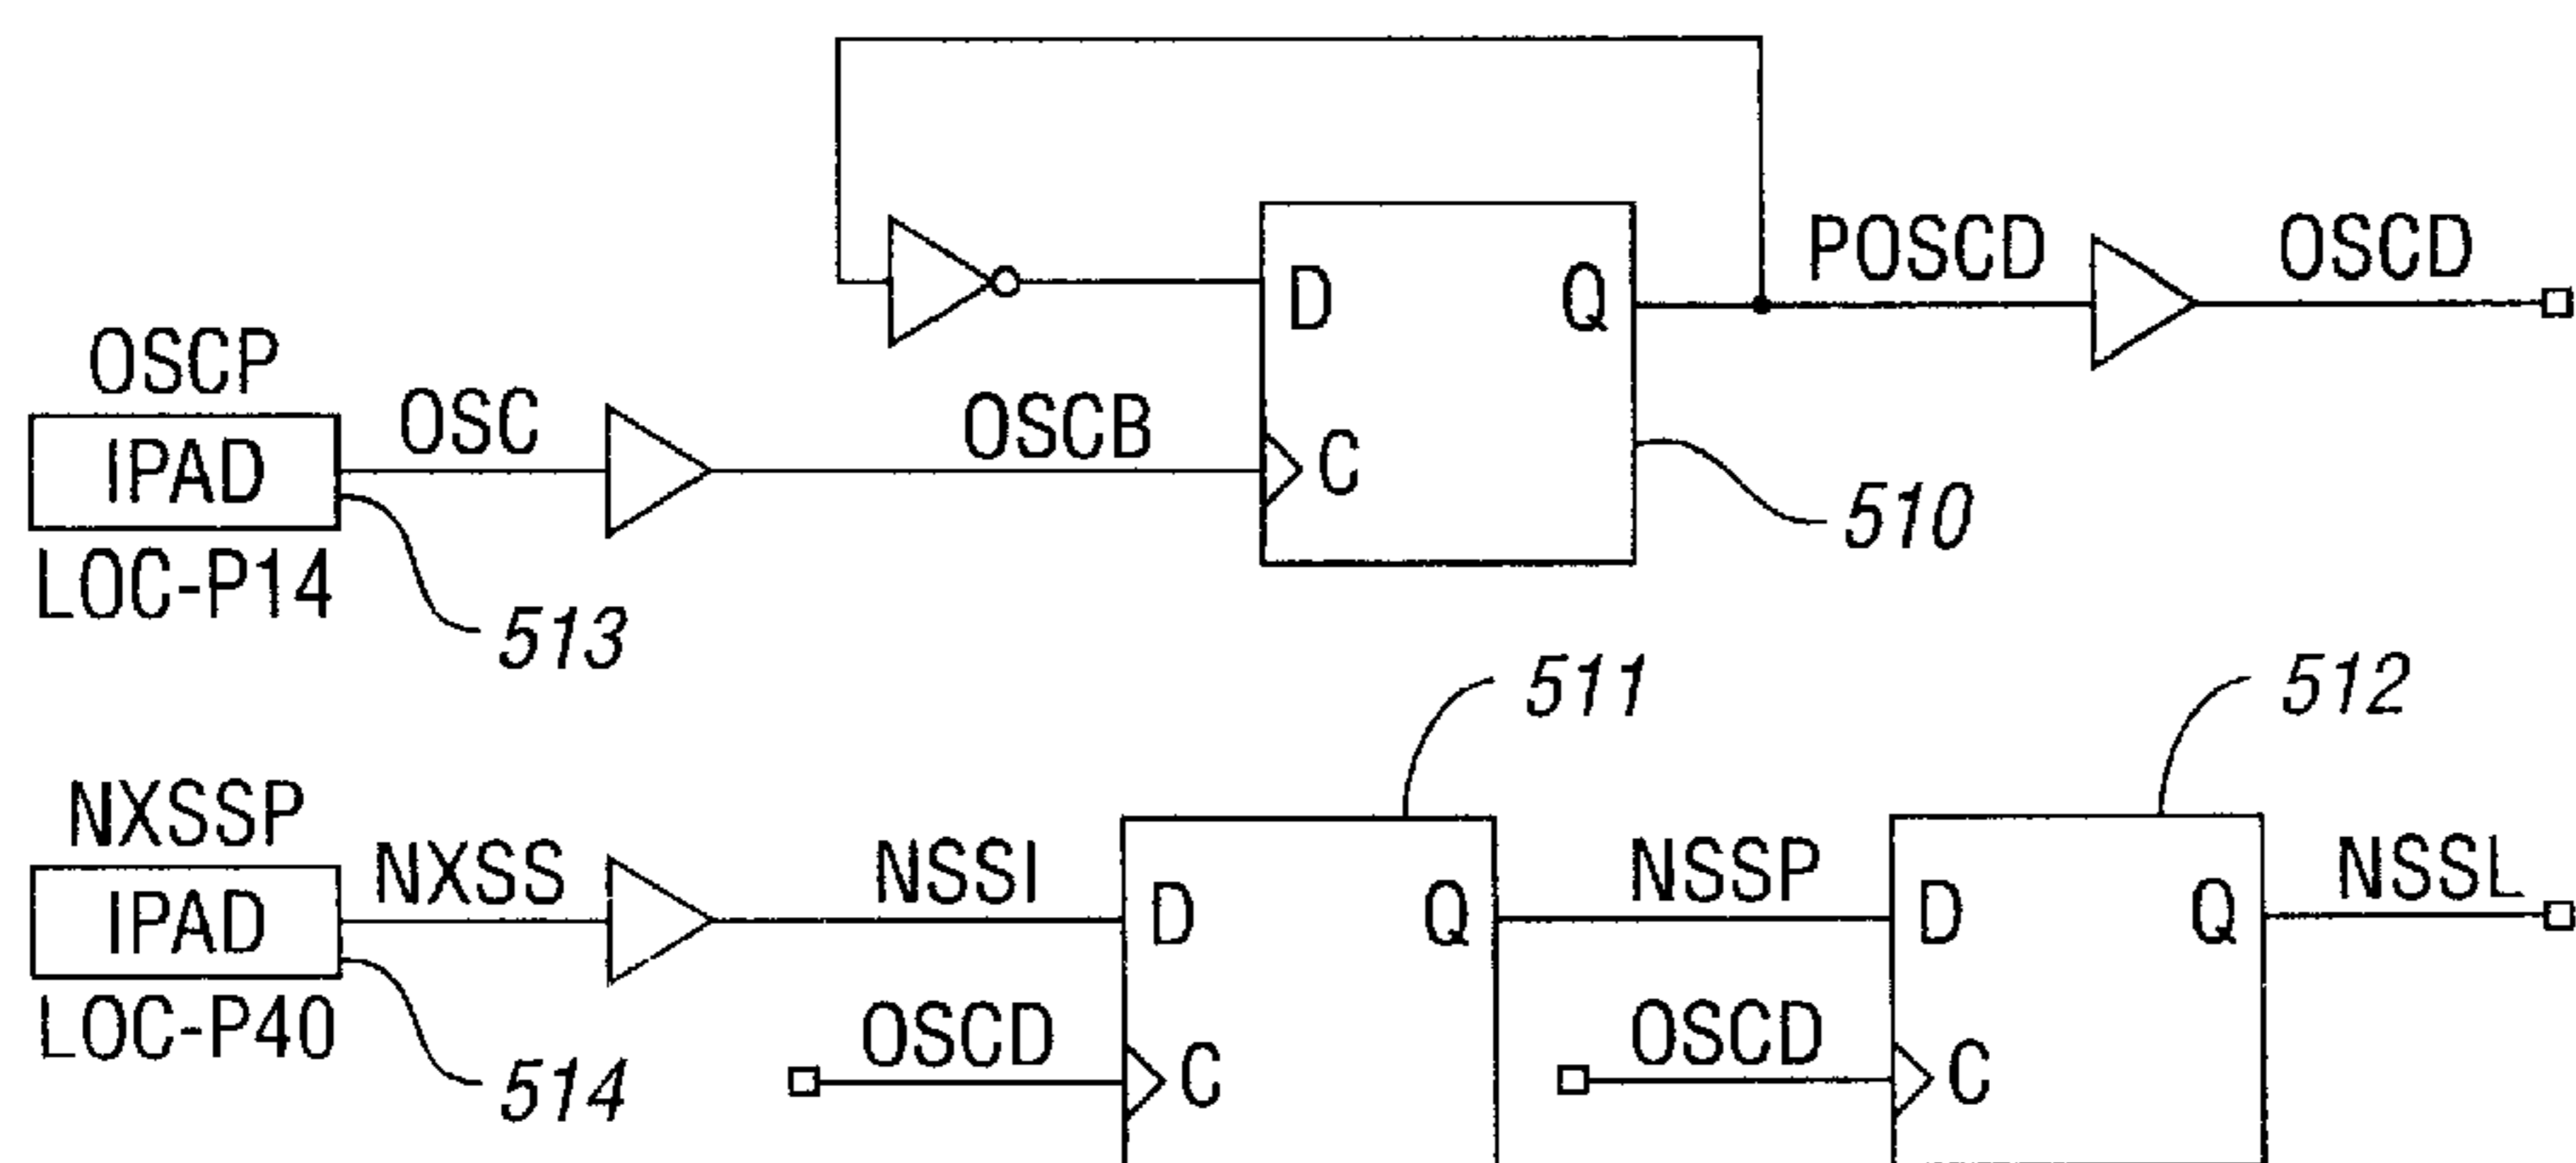 D Q POSCD OSCD
OSCP
IPAD OSC OSCB C
LOC-P14
510
513
511 512
NXSSP
IPAD NXSS NSSI D Q NSSP D Q NSSL
LOC-P40
OSCD C OSCD C
514